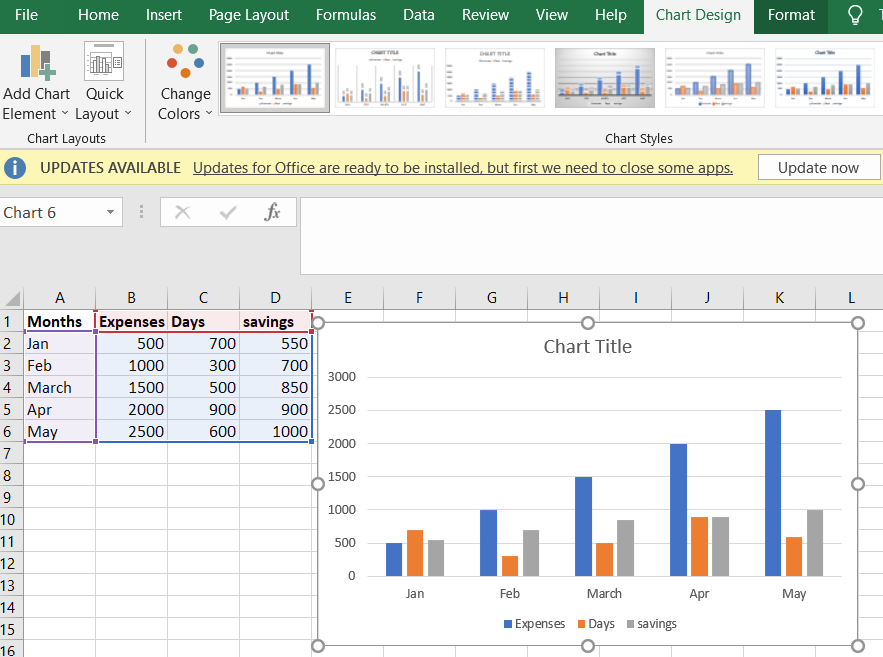 File Home Insert Page Layout Formulas Data Review View Help Chart Design Format
Add Chart Element
Quick Layout
Change Colors
Chart Layouts
Chart Styles
UPDATES AVAILABLE Updates for Office are ready to be installed, but first we need to close some apps. Update now
Chart 6
fx
A B C D E F G H I J K L
1 Months Expenses Days savings
2 Jan 500 700 550
3 Feb 1000 300 700
4 March 1500 500 850
5 Apr 2000 900 900
6 May 2500 600 1000
7
8
9
10
11
12
13
14
15
16
Chart Title
3000
2500
2000
1500
1000
500
0
Jan Feb March Apr May
Expenses Days savings